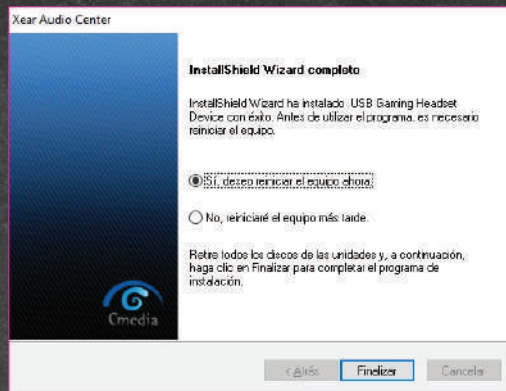 Xear Audio Center
InstallShield Wizard completo
InstallShield Wizard ha instalado USB Gaming Headset
Device con éxito. Antes de utilizar el programa, es necesario
reiniciar el equipo.
Sí, deseo reiniciar el equipo ahora.
No, reiniciaré el equipo más tarde.
Retire todos los discos de las unidades y, a continuación,
haga clic en Finalizar para completar el programa de
instalación.
Cmedia
< Atrás
Finalizar
Cancelar